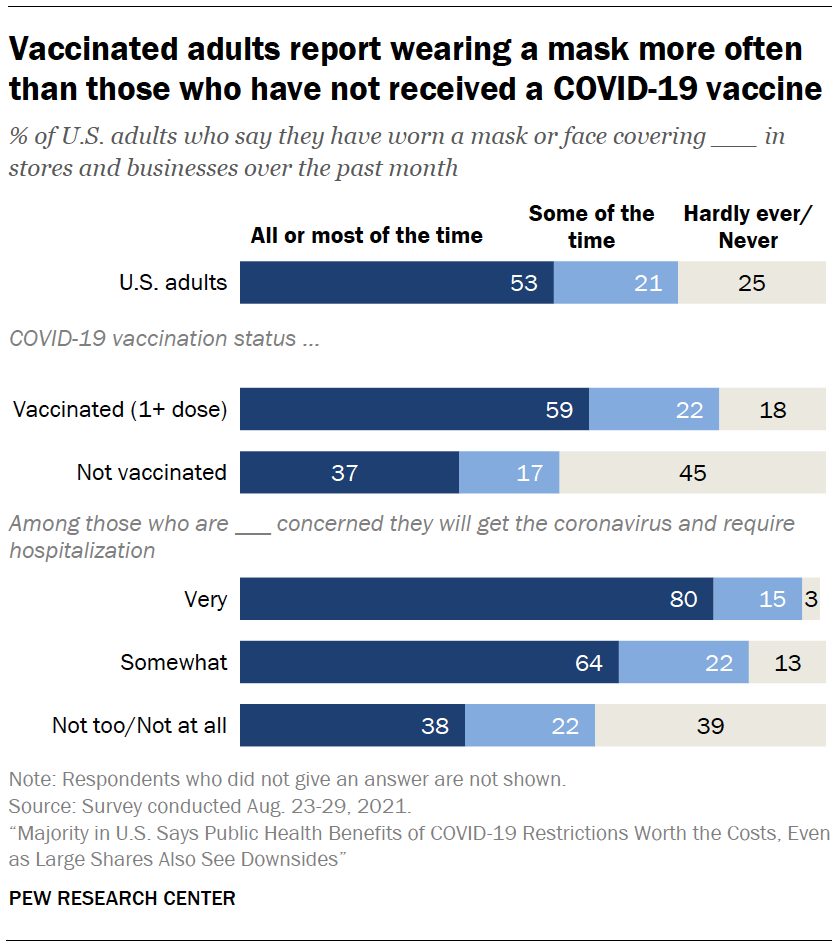 Vaccinated adults report wearing a mask more often
than those who have not received a COVID-19 vaccine
% of U.S. adults who say they have worn a mask or face covering ___ in
stores and businesses over the past month
All or most of the time
Some of the
time
Hardly ever/
Never
U.S. adults 53 21 25
COVID-19 vaccination status ...
Vaccinated (1+ dose) 59 22 18
Not vaccinated 37 17 45
Among those who are ___ concerned they will get the coronavirus and require
hospitalization
Very 80 15 3
Somewhat 64 22 13
Not too/Not at all 38 22 39
Note: Respondents who did not give an answer are not shown.
Source: Survey conducted Aug. 23-29, 2021.
“Majority in U.S. Says Public Health Benefits of COVID-19 Restrictions Worth the Costs, Even
as Large Shares Also See Downsides”
PEW RESEARCH CENTER